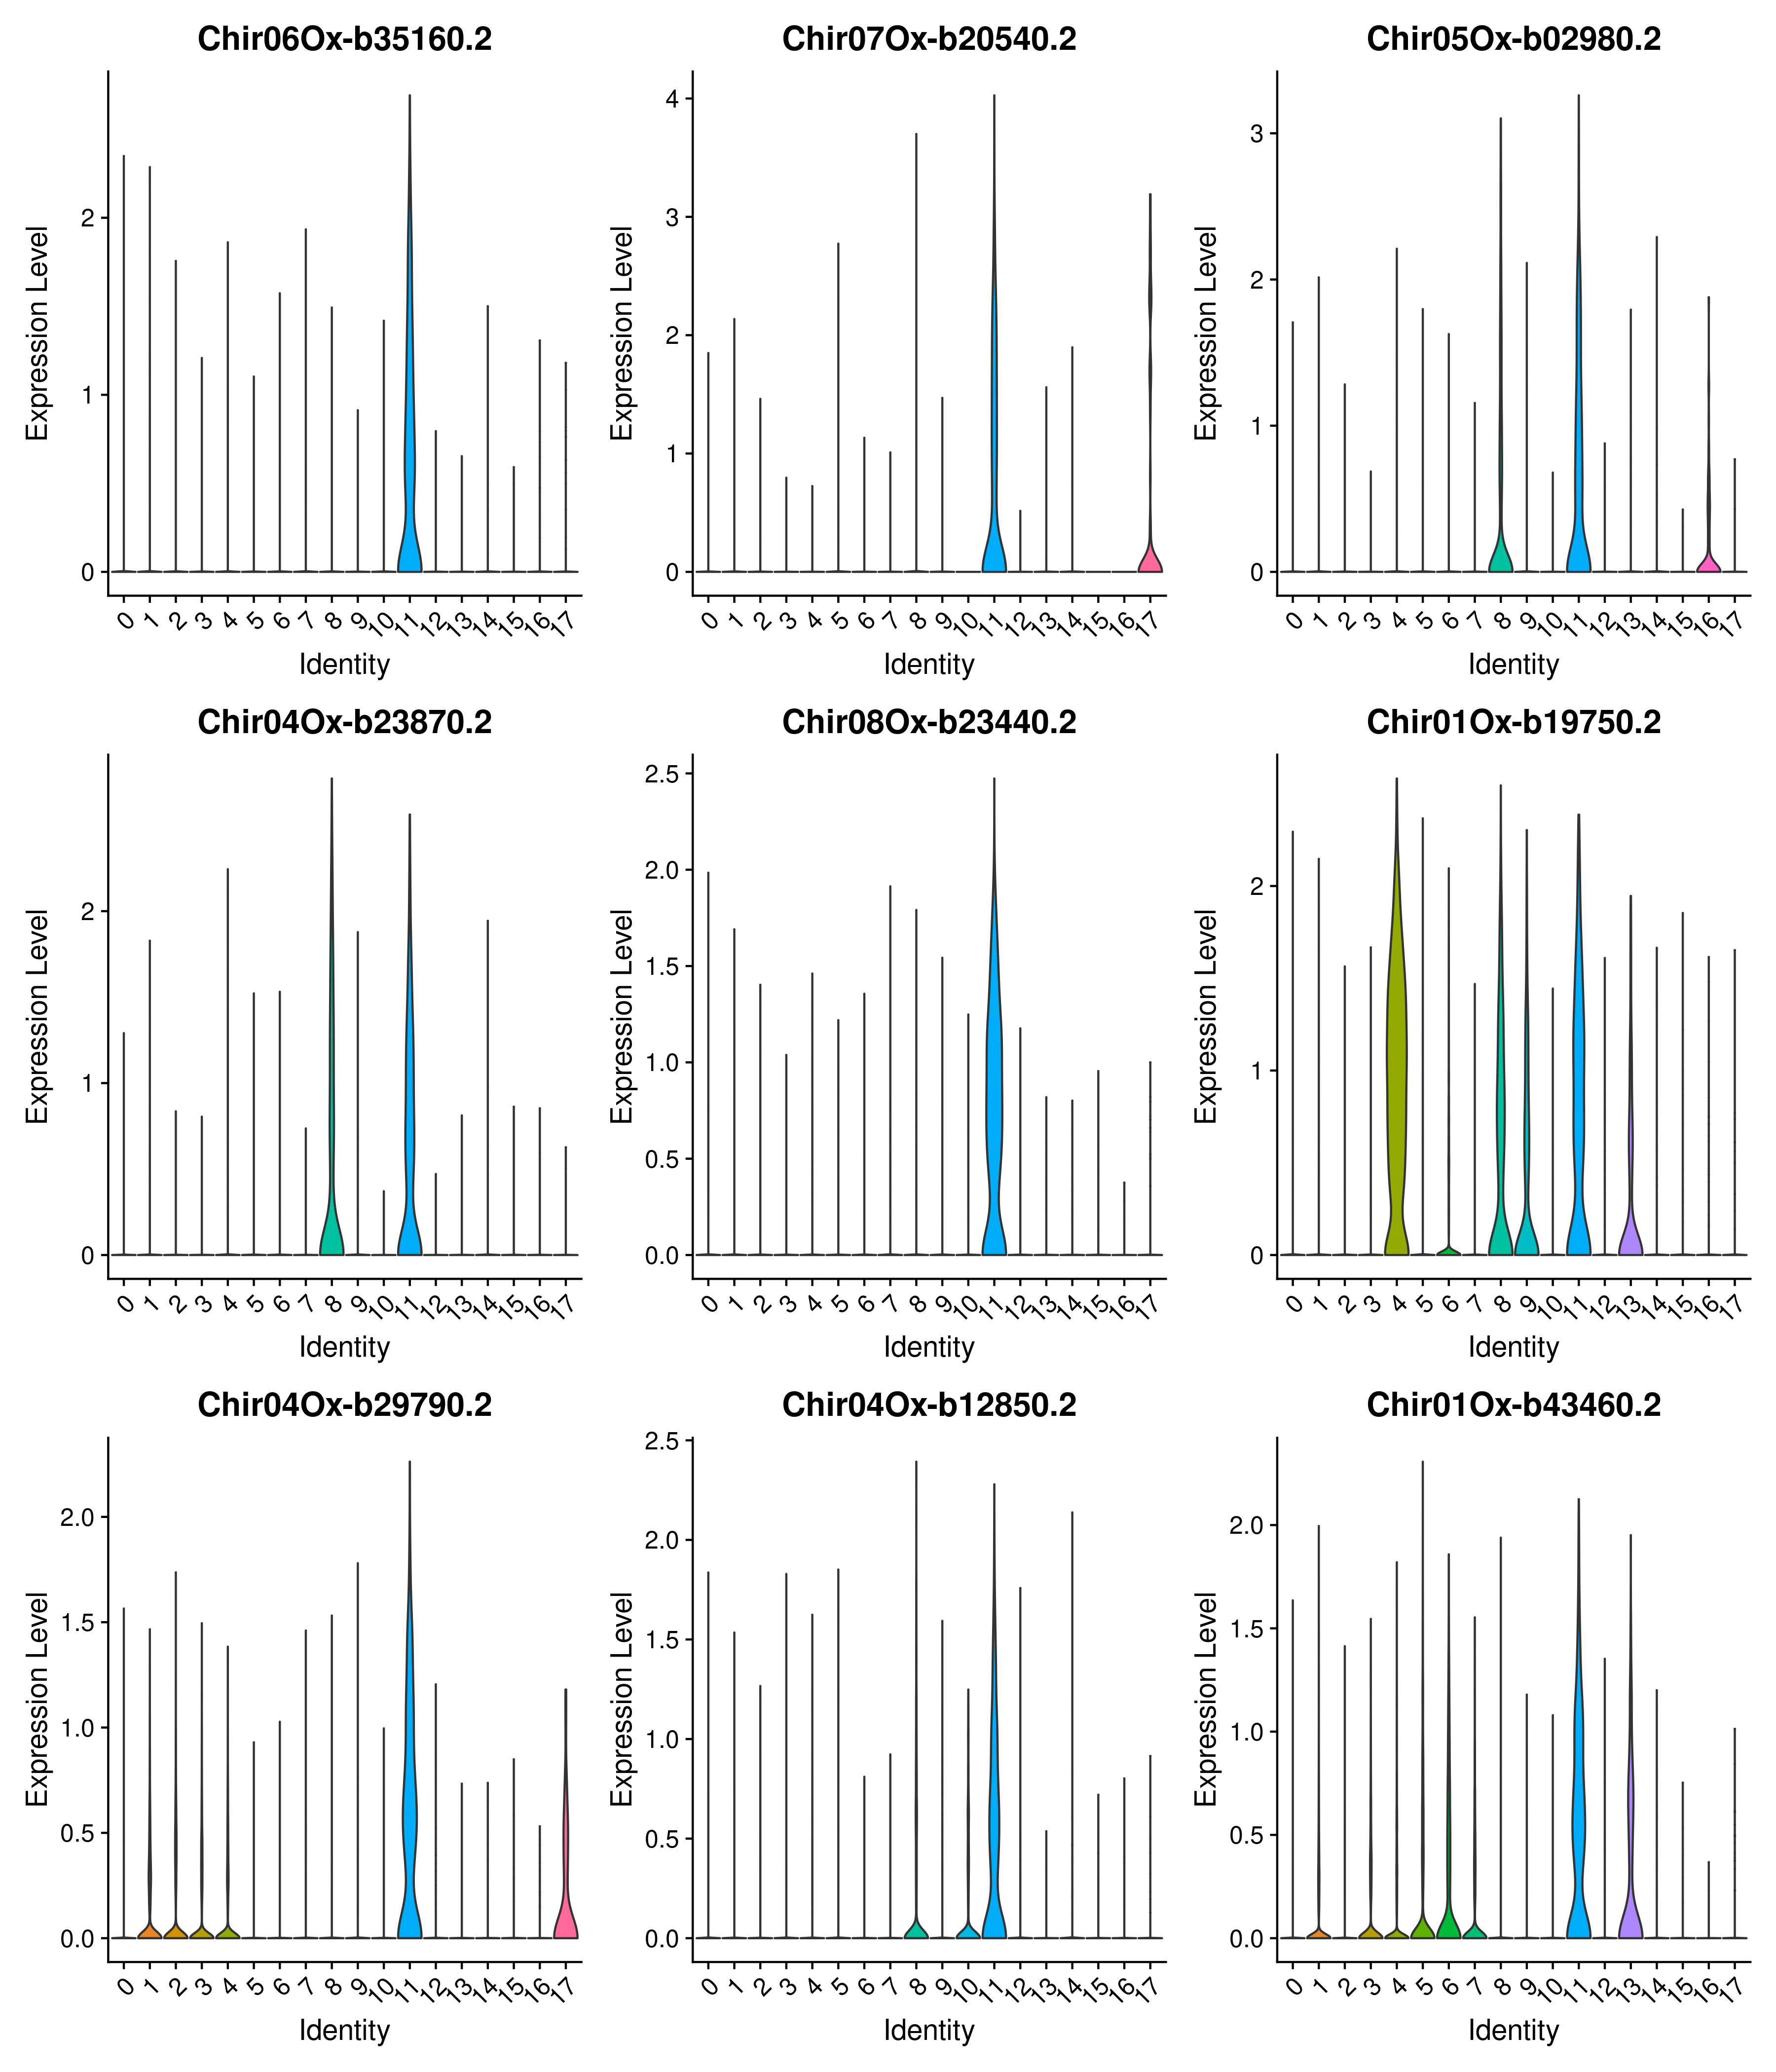 Chir06Ox-b35160.2
Expression Level
2
1
0
0 1 2 3 4 5 6 7 8 9 10 11 12 13 14 15 16 17
Identity
Chir07Ox-b20540.2
Expression Level
4
3
2
1
0
0 1 2 3 4 5 6 7 8 9 10 11 12 13 14 15 16 17
Identity
Chir05Ox-b02980.2
Expression Level
3
2
1
0
0 1 2 3 4 5 6 7 8 9 10 11 12 13 14 15 16 17
Identity
Chir04Ox-b23870.2
Expression Level
2
1
0
0 1 2 3 4 5 6 7 8 9 10 11 12 13 14 15 16 17
Identity
Chir08Ox-b23440.2
Expression Level
2.5
2.0
1.5
1.0
0.5
0.0
0 1 2 3 4 5 6 7 8 9 10 11 12 13 14 15 16 17
Identity
Chir01Ox-b19750.2
Expression Level
2
1
0
0 1 2 3 4 5 6 7 8 9 10 11 12 13 14 15 16 17
Identity
Chir04Ox-b29790.2
Expression Level
2.0
1.5
1.0
0.5
0.0
0 1 2 3 4 5 6 7 8 9 10 11 12 13 14 15 16 17
Identity
Chir04Ox-b12850.2
Expression Level
2.5
2.0
1.5
1.0
0.5
0.0
0 1 2 3 4 5 6 7 8 9 10 11 12 13 14 15 16 17
Identity
Chir01Ox-b43460.2
Expression Level
2.0
1.5
1.0
0.5
0.0
0 1 2 3 4 5 6 7 8 9 10 11 12 13 14 15 16 17
Identity